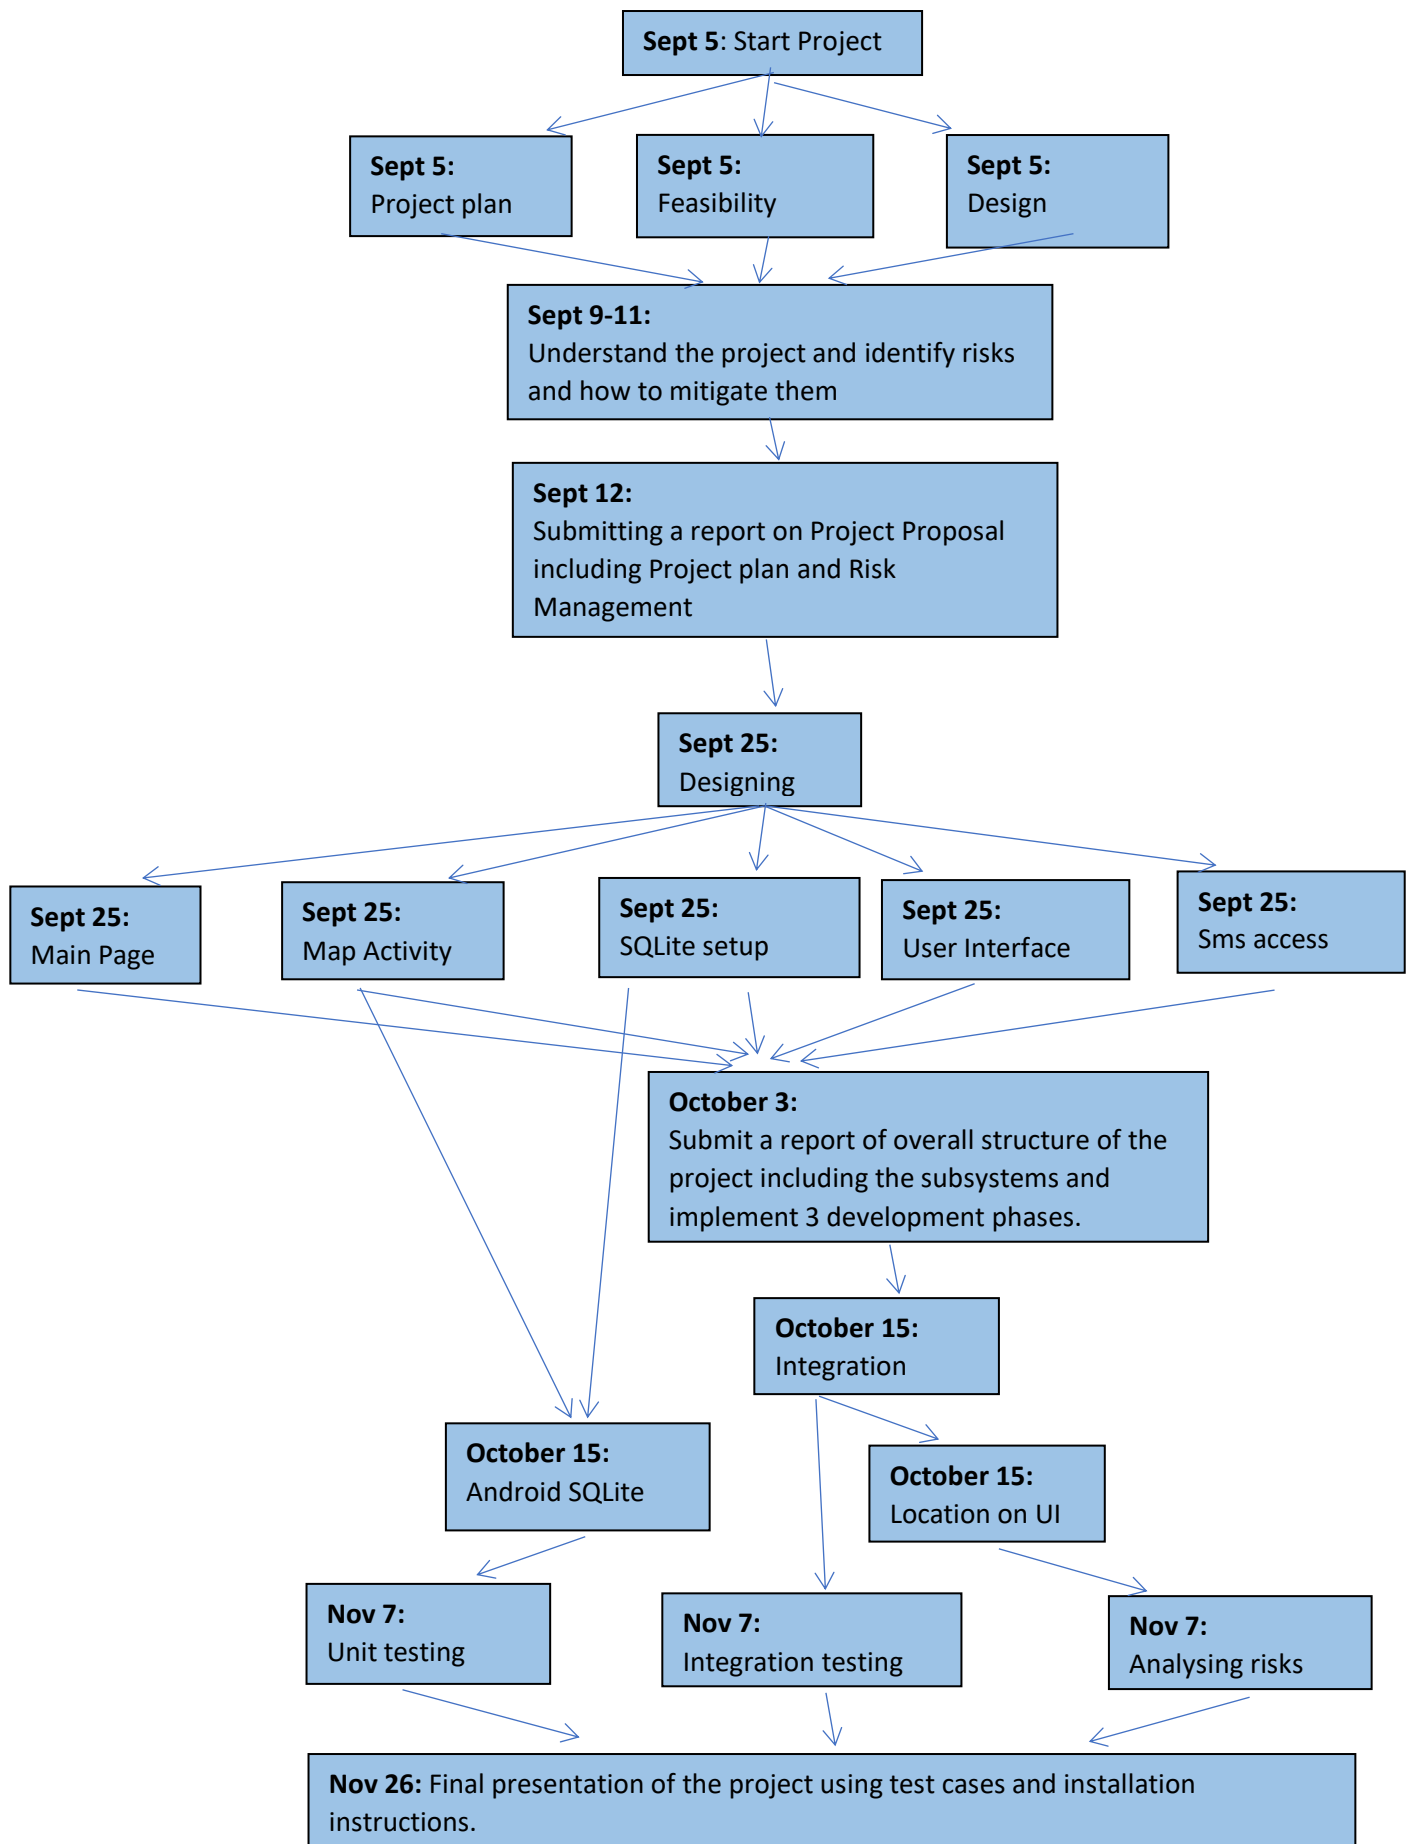 Sept 5: Start Project
Sept 5:
Project plan
Sept 5:
Feasibility
Sept 5:
Design
Sept 9-11:
Understand the project and identify risks
and how to mitigate them
Sept 12:
Submitting a report on Project Proposal
including Project plan and Risk
Management
Sept 25:
Designing
Sept 25:
Main Page
Sept 25:
Map Activity
Sept 25:
SQLite setup
Sept 25:
User Interface
Sept 25:
Sms access
October 3:
Submit a report of overall structure of the
project including the subsystems and
implement 3 development phases.
October 15:
Integration
October 15:
Android SQLite
October 15:
Location on UI
Nov 7:
Unit testing
Nov 7:
Integration testing
Nov 7:
Analysing risks
Nov 26: Final presentation of the project using test cases and installation
instructions.